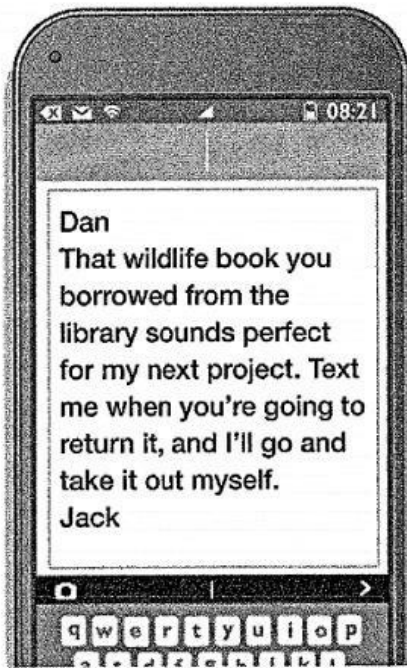 08:21
Dan
That wildlife book you
borrowed from the
library sounds perfect
for my next project. Text
me when you're going to
return it, and I'll go and
take it out myself.
Jack
q w e r t y u i o p
a s d f g h j k l